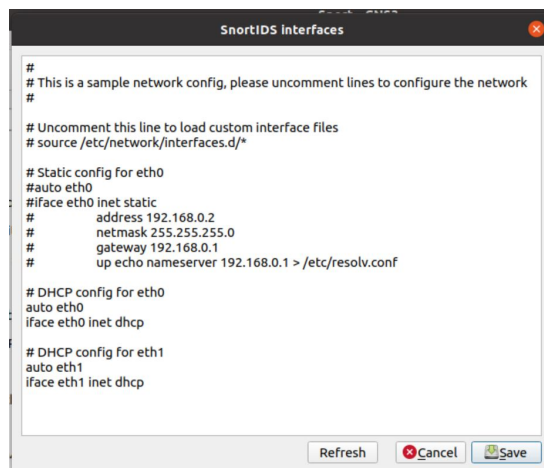 SnortIDS interfaces
#
# This is a sample network config, please uncomment lines to configure the network
#
# Uncomment this line to load custom interface files
# source /etc/network/interfaces.d/*
# Static config for eth0
#auto eth0
#iface eth0 inet static
# address 192.168.0.2
# netmask 255.255.255.0
# gateway 192.168.0.1
# up echo nameserver 192.168.0.1 > /etc/resolv.conf
# DHCP config for eth0
auto eth0
iface eth0 inet dhcp
# DHCP config for eth1
auto eth1
iface eth1 inet dhcp
Refresh Cancel Save